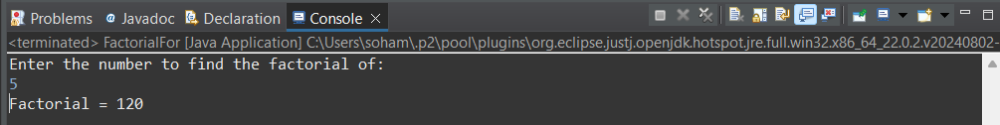 Problems @ Javadoc Declaration Console
<terminated> FactorialFor [Java Application] C:\Users\soham\.p2\pool\plugins\org.eclipse.justj.openjdk.hotspot.jre.full.win32.x86_64_22.0.2.v20240802-
Enter the number to find the factorial of:
5
Factorial = 120